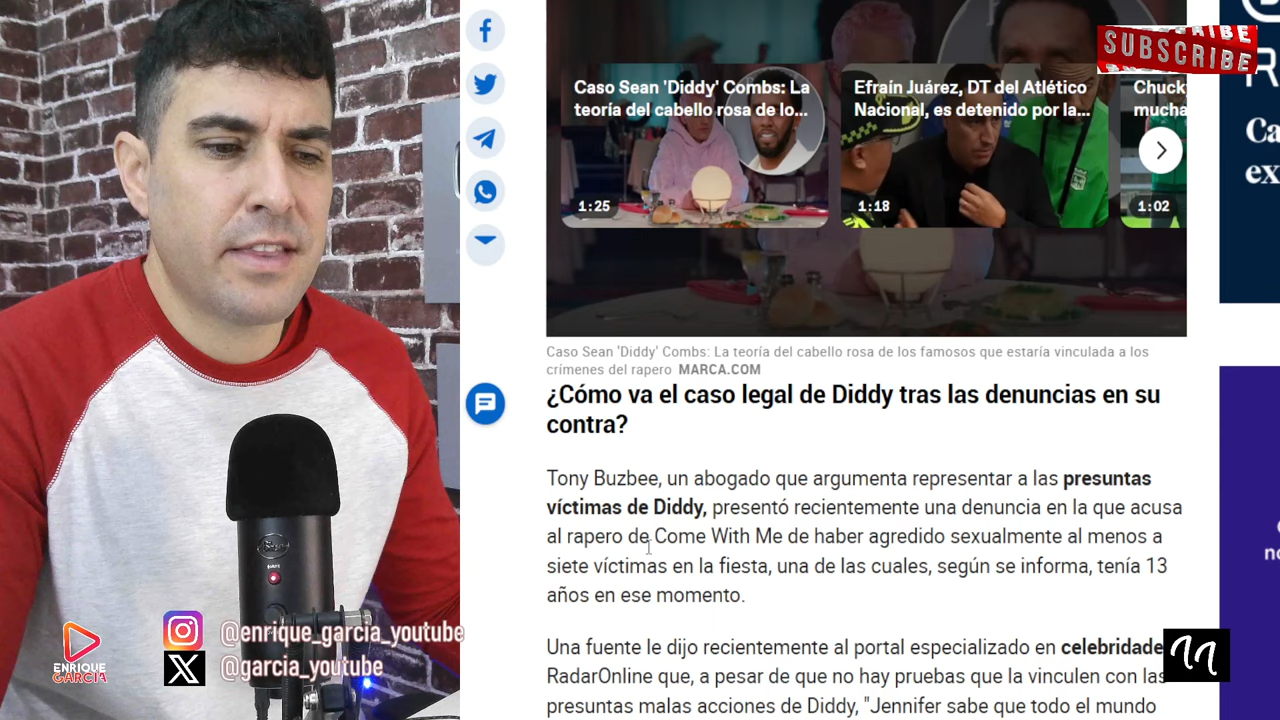 SUBSCRIBE
SUBSCRIBE
Caso Sean 'Diddy' Combs: La
teoría del cabello rosa de lo...
1:25
Efraín Juárez, DT del Atlético
Nacional, es detenido por la...
1:18
mucha
1:02
Ca
ex
Caso Sean 'Diddy' Combs: La teoría del cabello rosa de los famosos que estaría vinculada a los
crímenes del rapero MARCA.COM
¿Cómo va el caso legal de Diddy tras las denuncias en su
contra?
Tony Buzbee, un abogado que argumenta representar a las presuntas
víctimas de Diddy, presentó recientemente una denuncia en la que acusa
al rapero de Come With Me de haber agredido sexualmente al menos a
siete víctimas en la fiesta, una de las cuales, según se informa, tenía 13
años en ese momento.
Una fuente le dijo recientemente al portal especializado en celebridade
RadarOnline que, a pesar de que no hay pruebas que la vinculen con las
presuntas malas acciones de Diddy, "Jennifer sabe que todo el mundo
no
Blue
ENRIQUE
GARCIA
@enrique_garcia_youtube
@garcia_youtube